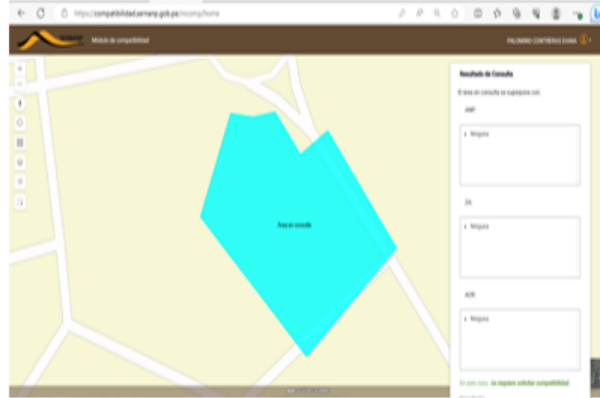 https://compatibilidad.sernanp.gob.pe/nicomp/home
Módulo de compatibilidad
PALOMINO CONTRERAS DIANA
Resultado de Consulta
El área en consulta se superpone con:
ANP:
Ninguna
ZA:
Ninguna
ACR:
Ninguna
Área en consulta
En este caso, no requiere solicitar compatibilidad